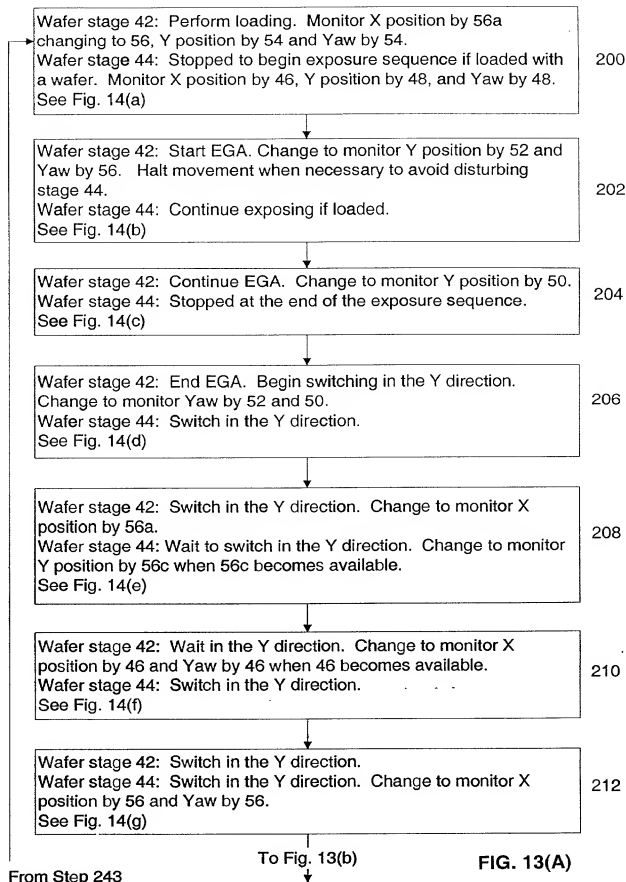 Wafer stage 42: Perform loading. Monitor X position by 56a
changing to 56, Y position by 54 and Yaw by 54.
Wafer stage 44: Stopped to begin exposure sequence if loaded with
a wafer. Monitor X position by 46, Y position by 48, and Yaw by 48.
See Fig. 14(a)
200
Wafer stage 42: Start EGA. Change to monitor Y position by 52 and
Yaw by 56. Halt movement when necessary to avoid disturbing
stage 44.
Wafer stage 44: Continue exposing if loaded.
See Fig. 14(b)
202
Wafer stage 42: Continue EGA. Change to monitor Y position by 50.
Wafer stage 44: Stopped at the end of the exposure sequence.
See Fig. 14(c)
204
Wafer stage 42: End EGA. Begin switching in the Y direction.
Change to monitor Yaw by 52 and 50.
Wafer stage 44: Switch in the Y direction.
See Fig. 14(d)
206
Wafer stage 42: Switch in the Y direction. Change to monitor X
position by 56a.
Wafer stage 44: Wait to switch in the Y direction. Change to monitor
Y position by 56c when 56c becomes available.
See Fig. 14(e)
208
Wafer stage 42: Wait in the Y direction. Change to monitor X
position by 46 and Yaw by 46 when 46 becomes available.
Wafer stage 44: Switch in the Y direction.
See Fig. 14(f)
210
Wafer stage 42: Switch in the Y direction.
Wafer stage 44: Switch in the Y direction. Change to monitor X
position by 56 and Yaw by 56.
See Fig. 14(g)
212
To Fig. 13(b)
FIG. 13(A)
From Step 243